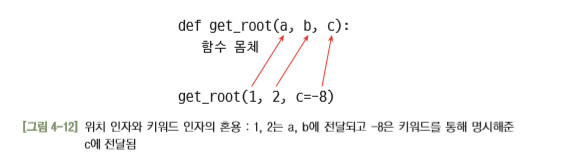 def get_root(a, b, c):
함수 몸체
get_root(1, 2, c=-8)
[그림 4-12] 위치 인자와 키워드 인자의 혼용 : 1, 2는 a, b에 전달되고 -8은 키워드를 통해 명시해준
c에 전달됨